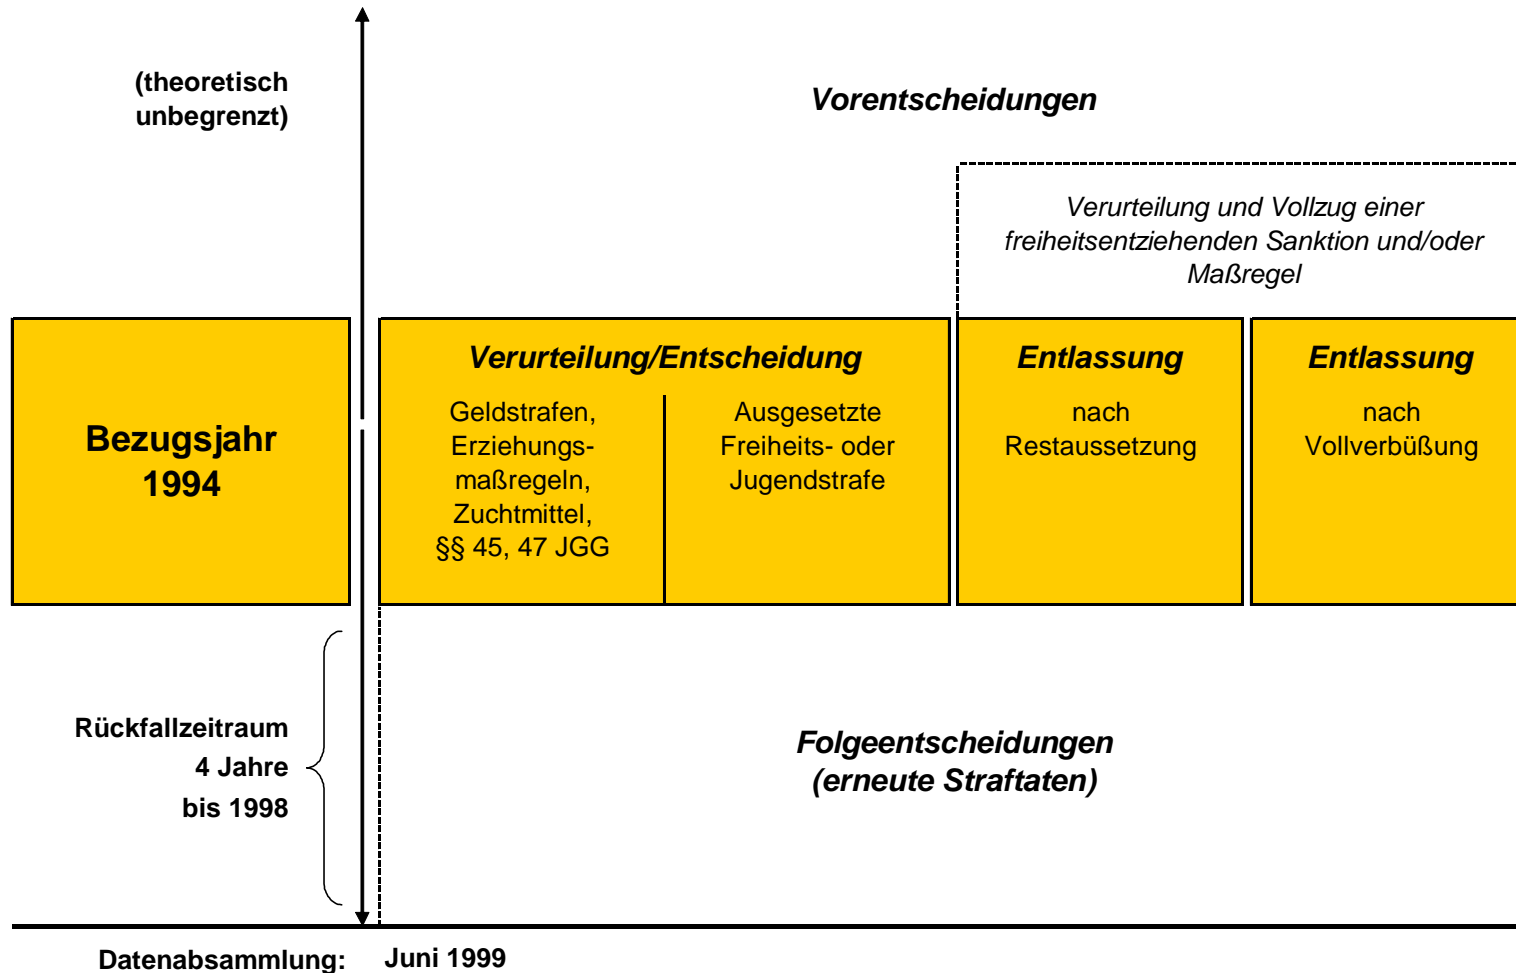 (theoretisch
unbegrenzt)
Vorentscheidungen
Verurteilung und Vollzug einer
freiheitsentziehenden Sanktion und/oder
Maßregel
Bezugsjahr
1994
Verurteilung/Entscheidung
Geldstrafen,
Erziehungs-
maßregeln,
Zuchtmittel,
§§ 45, 47 JGG
Ausgesetzte
Freiheits- oder
Jugendstrafe
Entlassung
nach
Restaussetzung
Entlassung
nach
Vollverbüßung
Rückfallzeitraum
4 Jahre
bis 1998
Folgeentscheidungen
(erneute Straftaten)
Datenabsammlung: Juni 1999